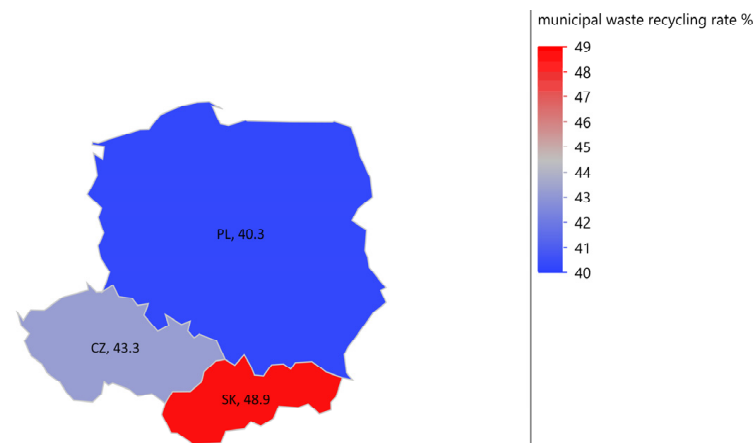 municipal waste recycling rate %
49
48
47
46
45
44
43
42
41
40
PL, 40.3
CZ, 43.3
SK, 48.9